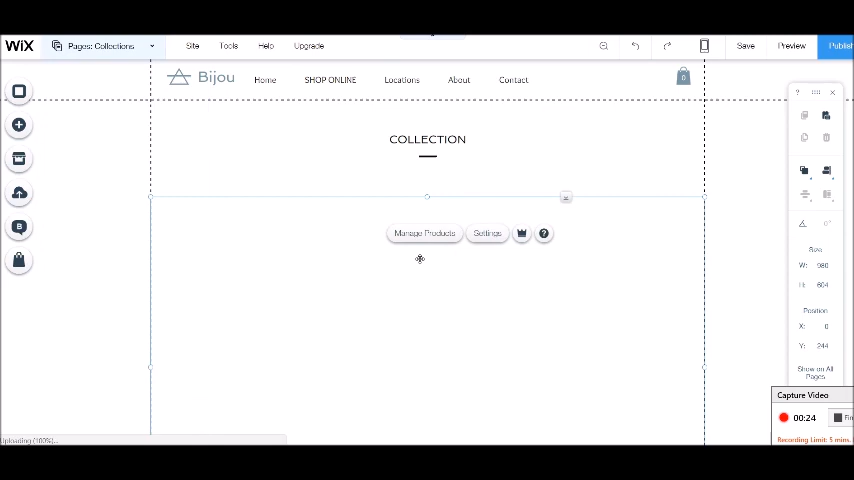 WiX Pages: Collections Site Tools Help Upgrade Save Preview Publish
Bijou Home SHOP ONLINE Locations About Contact 0
COLLECTION
Manage Products Settings ?
? 
0°
Size
W: 980
H: 604
Position
X: 0
Y: 244
Show on All
Pages
Capture Video
00:24 Fin
Recording Limit: 5 mins.
Uploading (100%)...